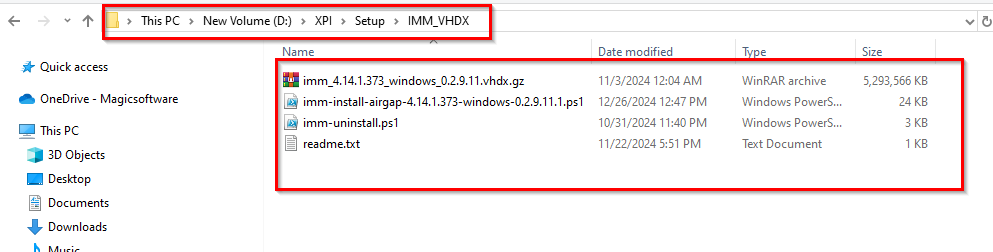 This PC > New Volume (D:) > XPI > Setup > IMM_VHDX
Name Date modified Type Size
Quick access
imm_4.14.1.373_windows_0.2.9.11.vhdx.gz 11/3/2024 12:04 AM WinRAR archive 5,293,566 KB
OneDrive - Magicsoftware
imm-install-airgap-4.14.1.373-windows-0.2.9.11.1.ps1 12/26/2024 12:47 PM Windows PowerS... 24 KB
This PC
imm-uninstall.ps1 10/31/2024 11:40 PM Windows PowerS... 3 KB
3D Objects
readme.txt 11/22/2024 5:51 PM Text Document 1 KB
Desktop
Documents
Downloads
Music